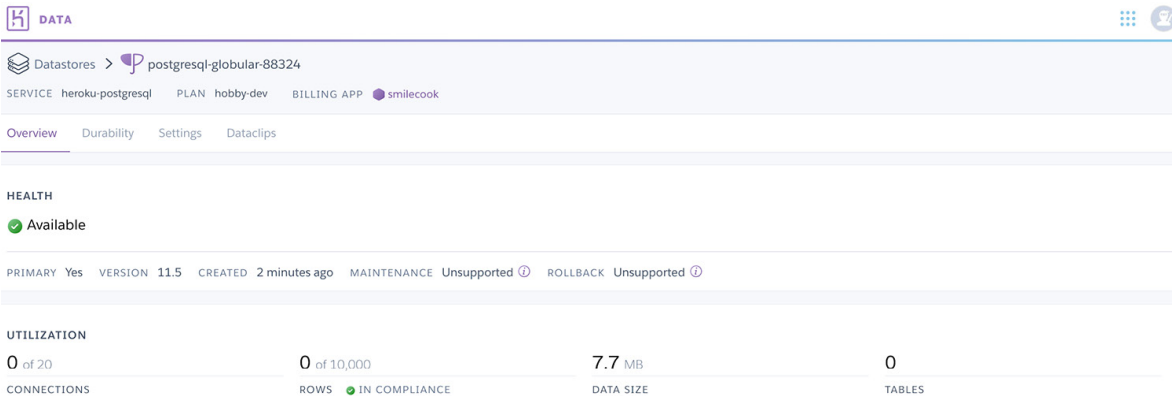 DATA
Datastores > postgresql-globular-88324
SERVICE heroku-postgresql PLAN hobby-dev BILLING APP smilecook
Overview Durability Settings Dataclips
HEALTH
Available
PRIMARY Yes VERSION 11.5 CREATED 2 minutes ago MAINTENANCE Unsupported ROLLBACK Unsupported
UTILIZATION
0 of 20 0 of 10,000 7.7 MB 0
CONNECTIONS ROWS IN COMPLIANCE DATA SIZE TABLES